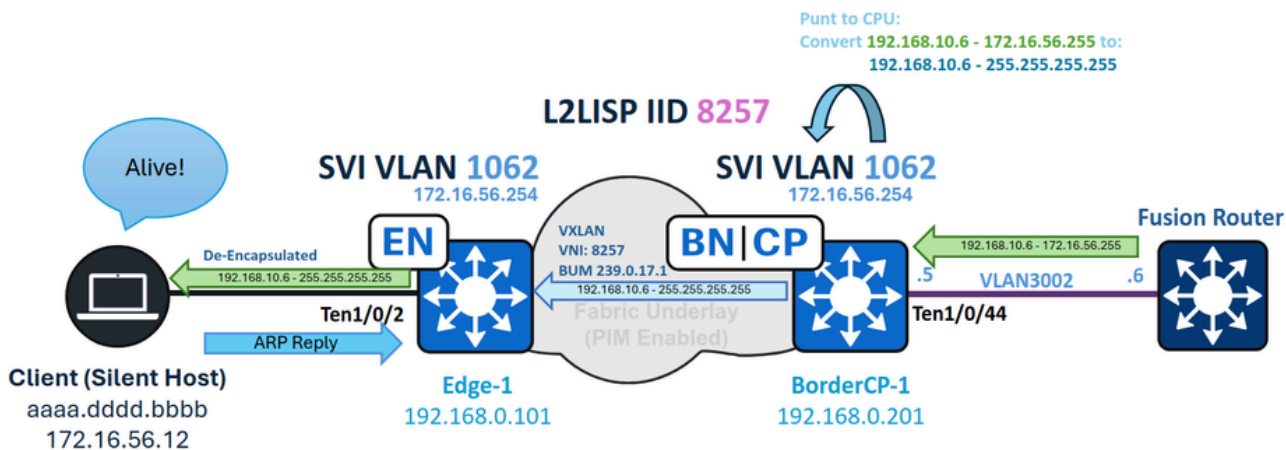 Punt to CPU:
Convert 192.168.10.6 - 172.16.56.255 to:
192.168.10.6 - 255.255.255.255
L2LISP IID 8257
Alive!
SVI VLAN 1062
172.16.56.254
SVI VLAN 1062
172.16.56.254
Fusion Router
EN
VXLAN
VNI: 8257
BUM 239.0.17.1
BN|CP
De-Encapsulated
192.168.10.6 - 255.255.255.255
192.168.10.6 - 255.255.255.255
192.168.10.6 - 172.16.56.255
.5
VLAN3002
.6
Fabric Underlay
(PIM Enabled)
Ten1/0/2
Ten1/0/44
ARP Reply
Client (Silent Host)
aaaa.dddd.bbbb
172.16.56.12
Edge-1
192.168.0.101
BorderCP-1
192.168.0.201